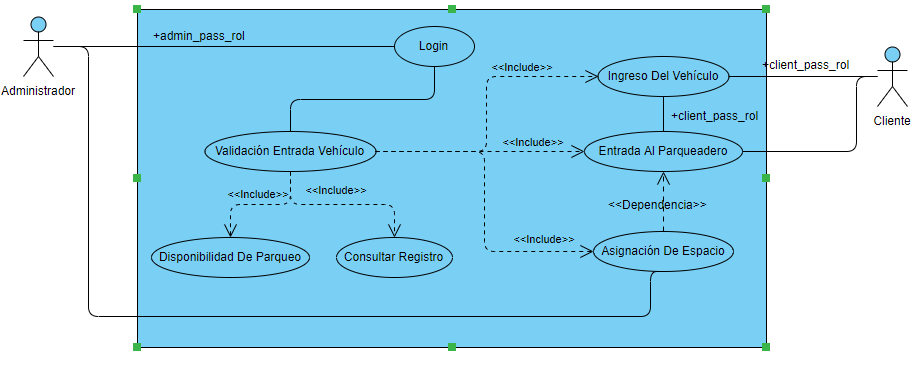 +admin_pass_rol
Login
<<Include>>
Ingreso Del Vehículo
+client_pass_rol
Administrador
+client_pass_rol
Cliente
Validación Entrada Vehículo
<<Include>>
Entrada Al Parqueadero
<<Include>>
<<Include>>
<<Dependencia>>
<<Include>>
Disponibilidad De Parqueo
Consultar Registro
Asignación De Espacio